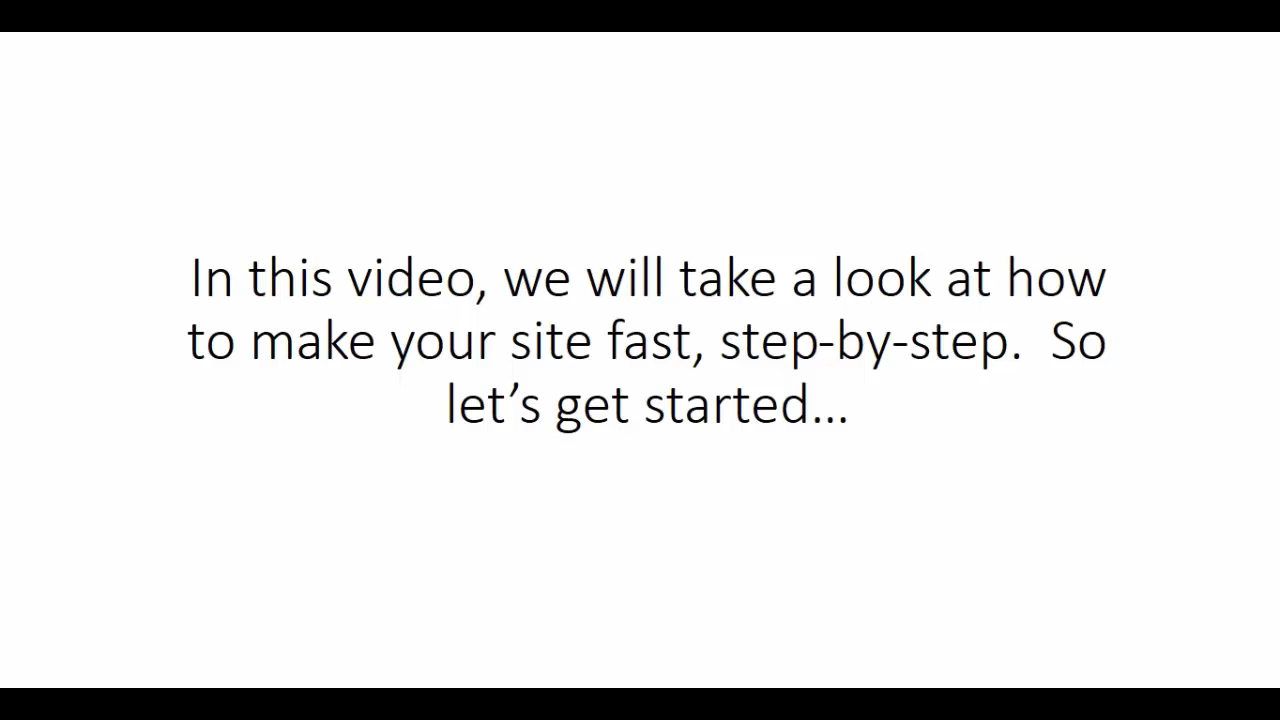 In this video, we will take a look at how
to make your site fast, step-by-step.  So
let’s get started…